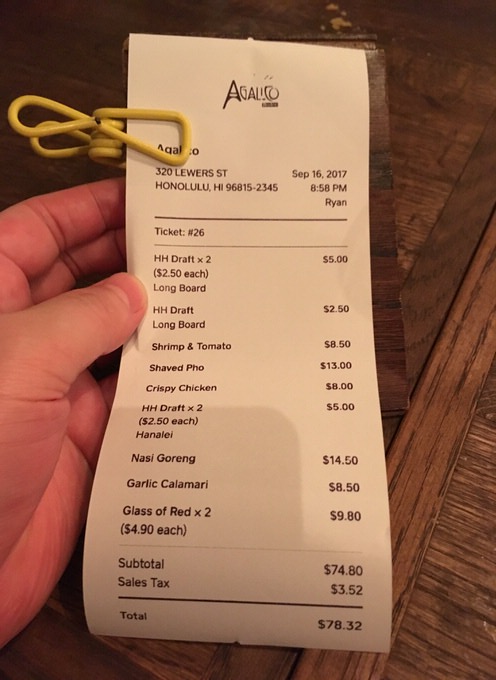 AGALICO
Agalico
320 LEWERS ST Sep 16, 2017
HONOLULU, HI 96815-2345 8:58 PM
Ryan
Ticket: #26
HH Draft × 2 $5.00
($2.50 each)
Long Board
HH Draft $2.50
Long Board
Shrimp & Tomato $8.50
Shaved Pho $13.00
Crispy Chicken $8.00
HH Draft × 2 $5.00
($2.50 each)
Hanalei
Nasi Goreng $14.50
Garlic Calamari $8.50
Glass of Red × 2 $9.80
($4.90 each)
Subtotal $74.80
Sales Tax $3.52
Total $78.32